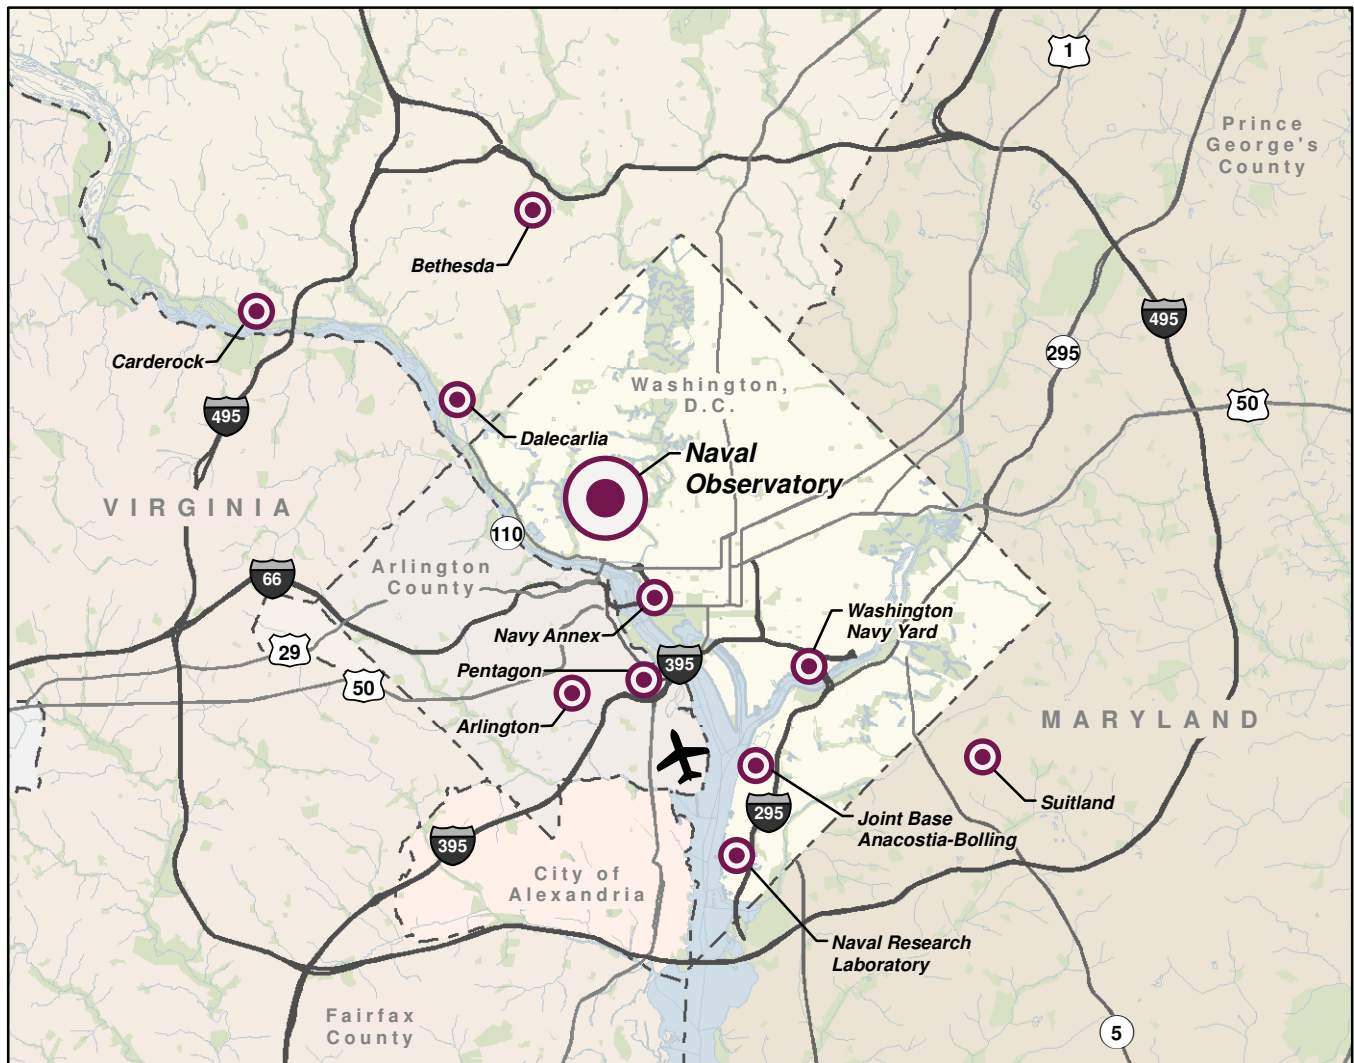 1
Prince
George's
County
Bethesda
495
Carderock
295
Washington,
D.C.
50
495
Dalecarlia
Naval
Observatory
VIRGINIA
110
Arlington
County
66
Washington
Navy Yard
Navy Annex
29
395
Pentagon
50
Arlington
MARYLAND
Suitland
295
Joint Base
Anacostia-Bolling
395
City of
Alexandria
Naval Research
Laboratory
Fairfax
County
5